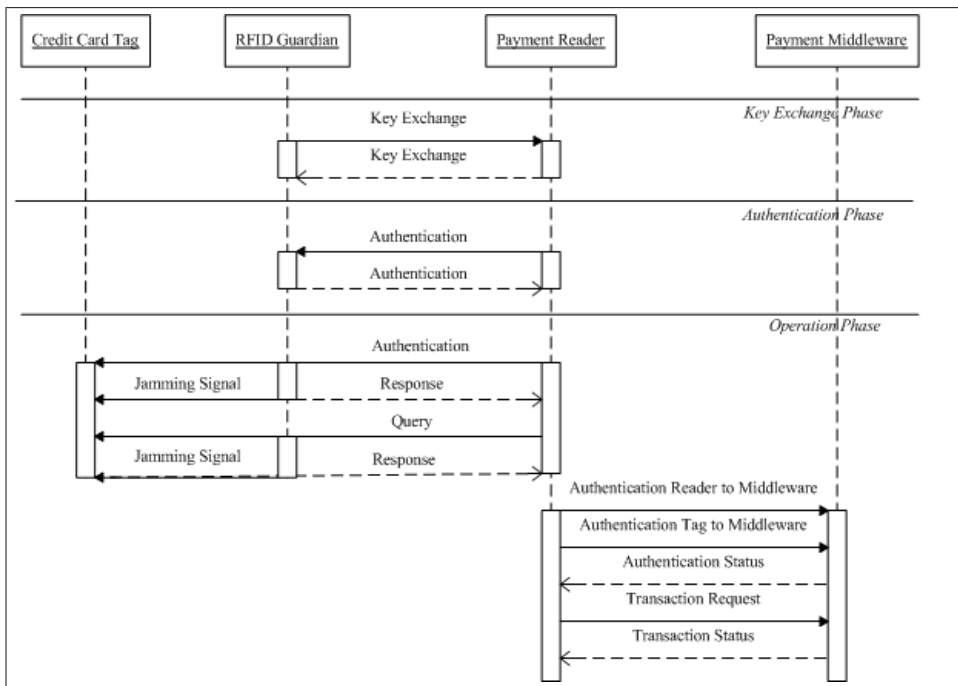 Credit Card Tag
RFID Guardian
Payment Reader
Payment Middleware
Key Exchange Phase
Key Exchange
Key Exchange
Authentication Phase
Authentication
Authentication
Operation Phase
Authentication
Jamming Signal
Response
Query
Jamming Signal
Response
Authentication Reader to Middleware
Authentication Tag to Middleware
Authentication Status
Transaction Request
Transaction Status